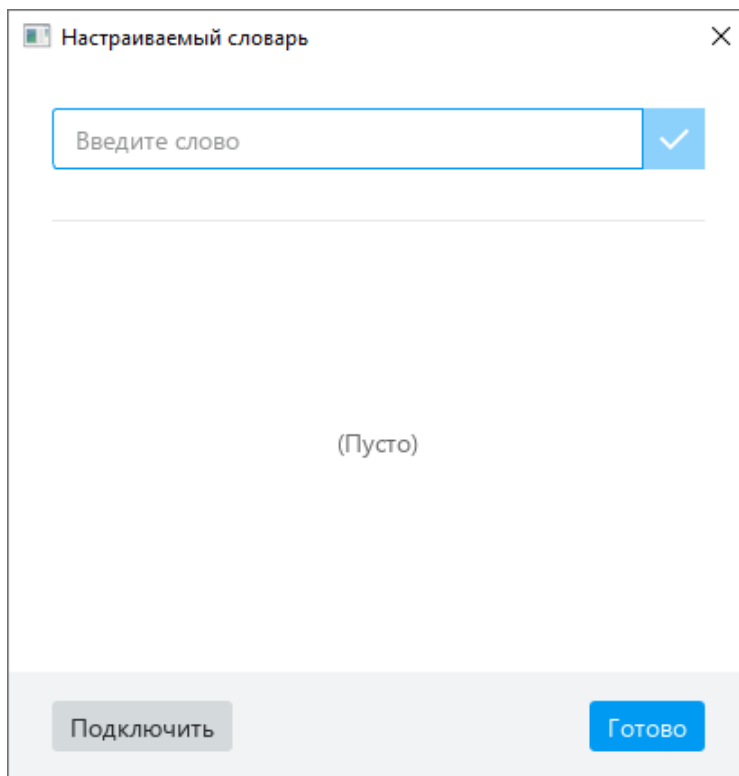 Настраиваемый словарь
Введите слово
(Пусто)
Подключить
Готово